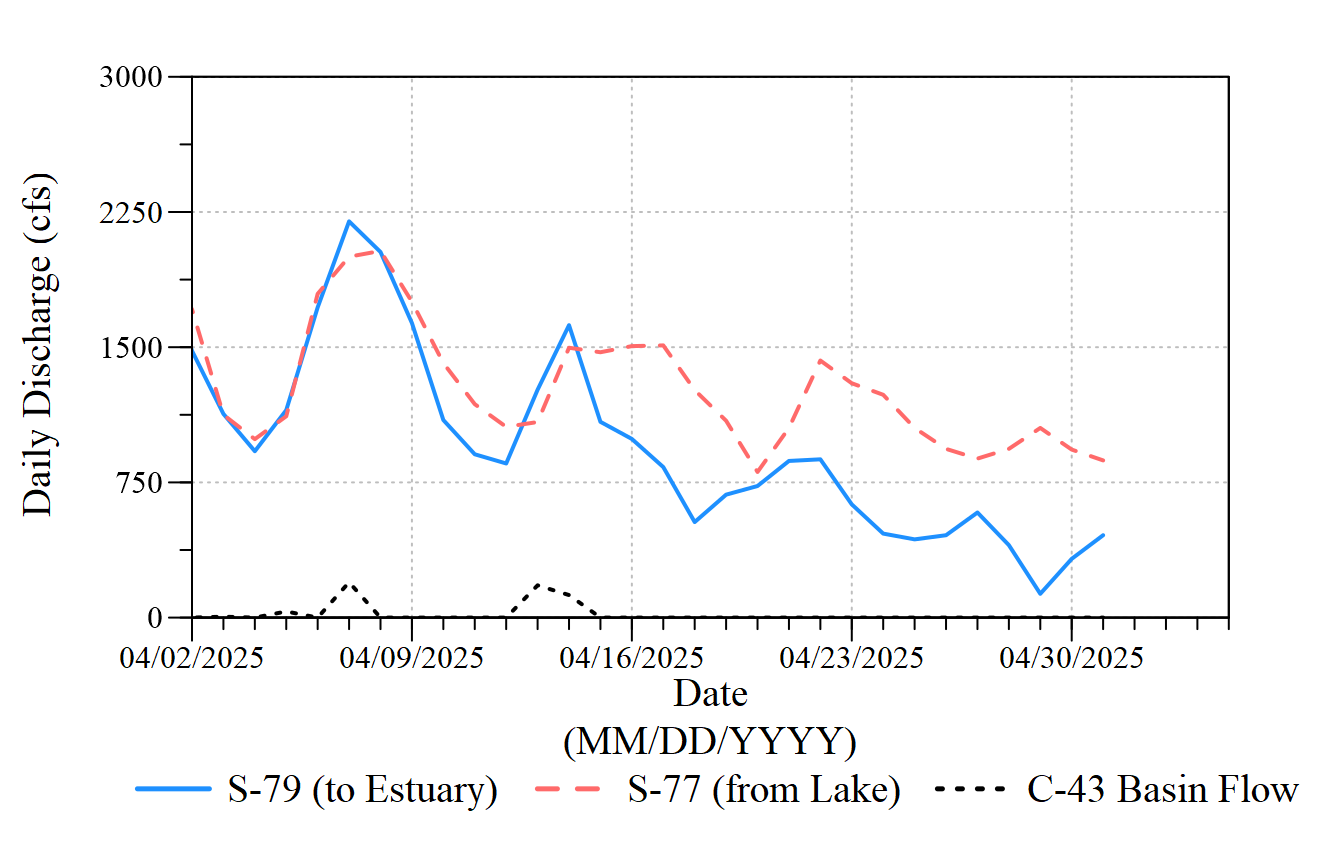 3000
2250
1500
750
0
Daily Discharge (cfs)
04/02/2025 04/09/2025 04/16/2025 04/23/2025 04/30/2025
Date
(MM/DD/YYYY)
S-79 (to Estuary) S-77 (from Lake) C-43 Basin Flow